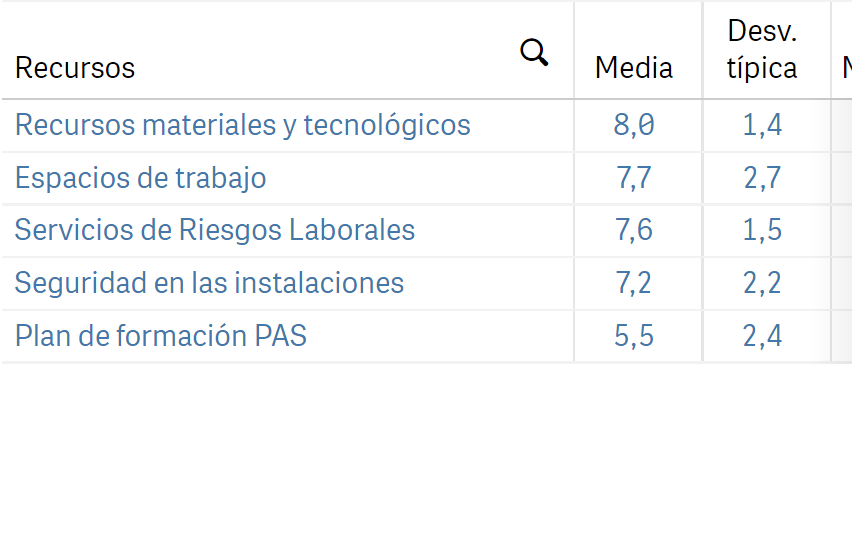 Recursos Media Desv. típica
Recursos materiales y tecnológicos 8,0 1,4
Espacios de trabajo 7,7 2,7
Servicios de Riesgos Laborales 7,6 1,5
Seguridad en las instalaciones 7,2 2,2
Plan de formación PAS 5,5 2,4